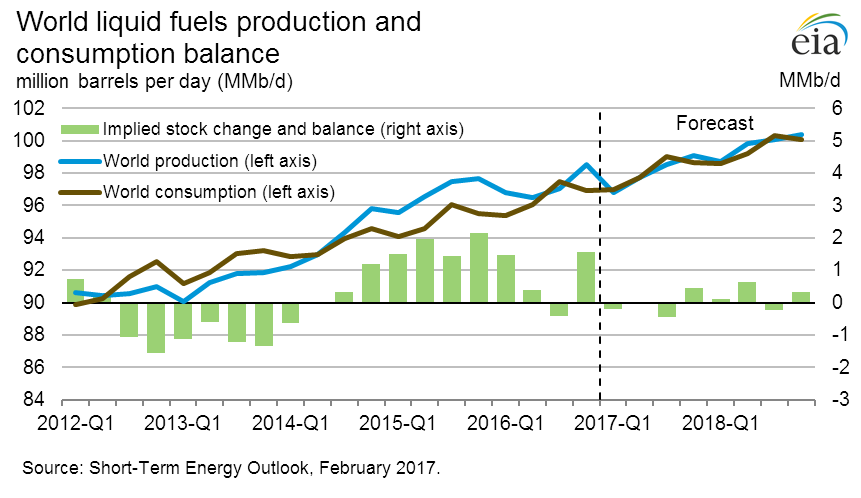 World liquid fuels production and
consumption balance
million barrels per day (MMb/d)
eia
MMb/d
102
100
98
96
94
92
90
88
86
84
6
5
4
3
2
1
0
-1
-2
-3
Implied stock change and balance (right axis)
World production (left axis)
World consumption (left axis)
Forecast
2012-Q1 2013-Q1 2014-Q1 2015-Q1 2016-Q1 2017-Q1 2018-Q1
Source: Short-Term Energy Outlook, February 2017.